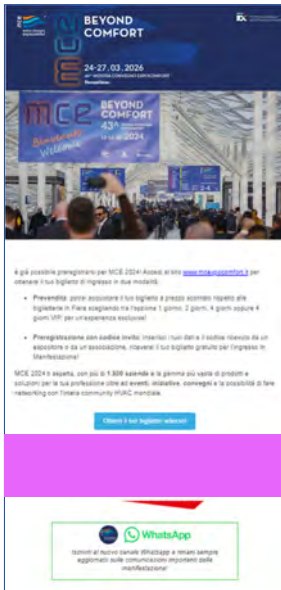 mce
BEYOND
COMFORT
24-27.03.2026
mce
BEYOND
COMFORT
43^
2024
Benvenuto
Welcome
è già possibile preregistrarsi per MCE 2024! Accedi al sito www.mcexpocomfort.it per
ottenere il tuo biglietto di ingresso in due modalità:
• Prevendita: potrai acquistare il tuo biglietto a prezzo scontato rispetto alle
biglietterie in Fiera scegliendo tra l'opzione 1 giorno, 2 giorni, 4 giorni oppure 4
giorni VIP per un'esperienza esclusiva!
• Preregistrazione con codice invito: inserisci i tuoi dati e il codice ricevuto da un
espositore o da un'associazione, riceverai il tuo biglietto gratuito per l'ingresso in
Manifestazione!
MCE 2024 ti aspetta, con più di 1.500 aziende e la gamma più vasta di prodotti e
soluzioni per la tua professione oltre ad eventi, iniziative, convegni e la possibilità di fare
networking con l'intera community HVAC mondiale.
Ottieni il tuo biglietto adesso!
WhatsApp
Iscriviti al nuovo canale Whatsapp e rimani sempre
aggiornato sulle comunicazioni importanti della
manifestazione!